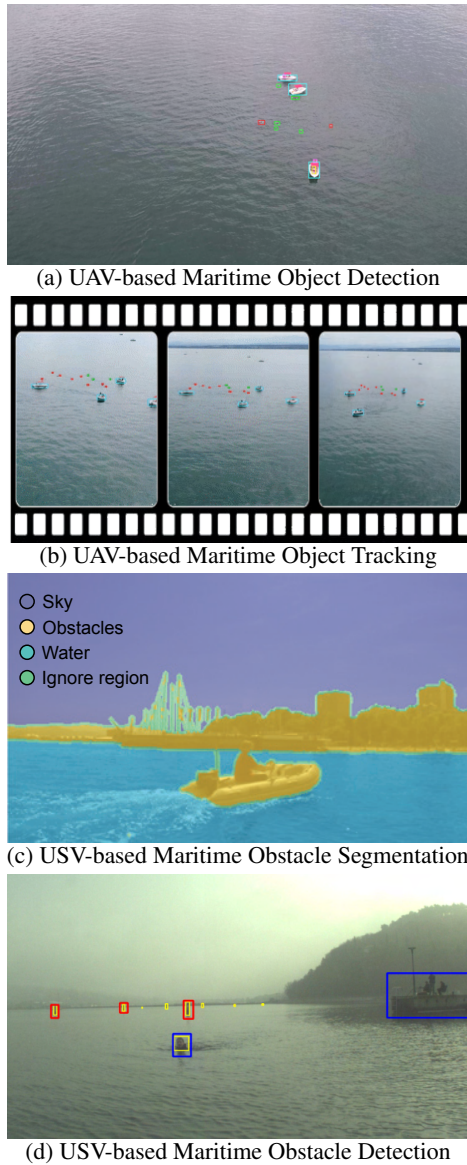 (a) UAV-based Maritime Object Detection
(b) UAV-based Maritime Object Tracking
Sky
Obstacles
Water
Ignore region
(c) USV-based Maritime Obstacle Segmentation
(d) USV-based Maritime Obstacle Detection